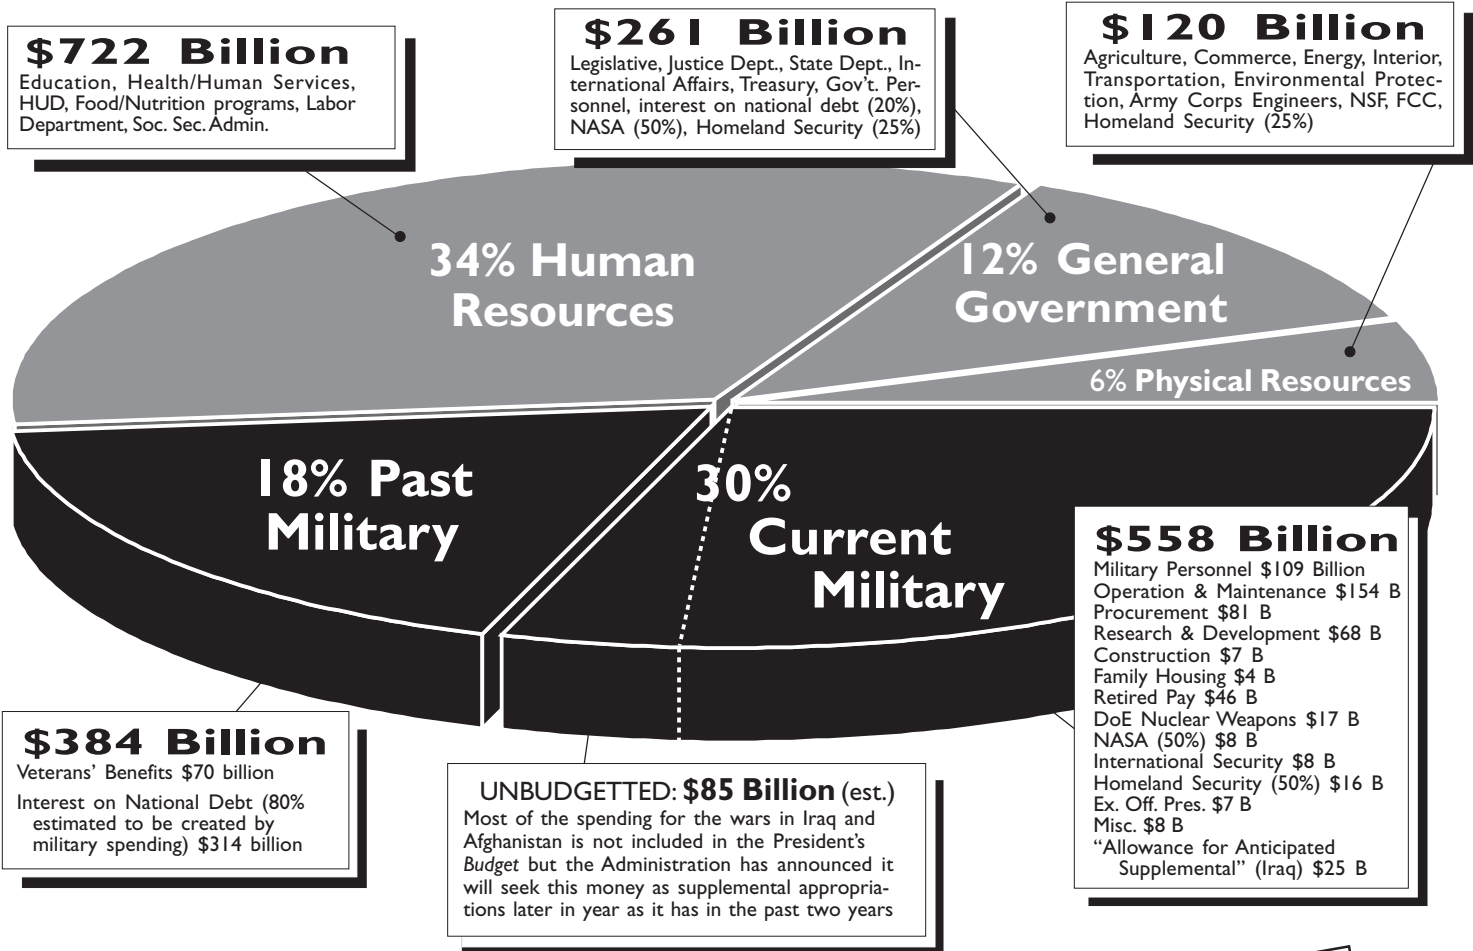 $722 Billion
Education, Health/Human Services,
HUD, Food/Nutrition programs, Labor
Department, Soc. Sec. Admin.
$261 Billion
Legislative, Justice Dept., State Dept., In-
ternational Affairs, Treasury, Gov't. Per-
sonnel, interest on national debt (20%),
NASA (50%), Homeland Security (25%)
$120 Billion
Agriculture, Commerce, Energy, Interior,
Transportation, Environmental Protec-
tion, Army Corps Engineers, NSF, FCC,
Homeland Security (25%)
34% Human
Resources
12% General
Government
6% Physical Resources
18% Past
Military
30%
Current
Military
$558 Billion
Military Personnel $109 Billion
Operation & Maintenance $154 B
Procurement $81 B
Research & Development $68 B
Construction $7 B
Family Housing $4 B
Retired Pay $46 B
DoE Nuclear Weapons $17 B
NASA (50%) $8 B
International Security $8 B
Homeland Security (50%) $16 B
Ex. Off. Pres. $7 B
Misc. $8 B
"Allowance for Anticipated
Supplemental" (Iraq) $25 B
$384 Billion
Veterans' Benefits $70 billion
Interest on National Debt (80%
estimated to be created by
military spending) $314 billion
UNBUDGETTED: $85 Billion (est.)
Most of the spending for the wars in Iraq and
Afghanistan is not included in the President's
Budget but the Administration has announced it
will seek this money as supplemental appropria-
tions later in year as it has in the past two years